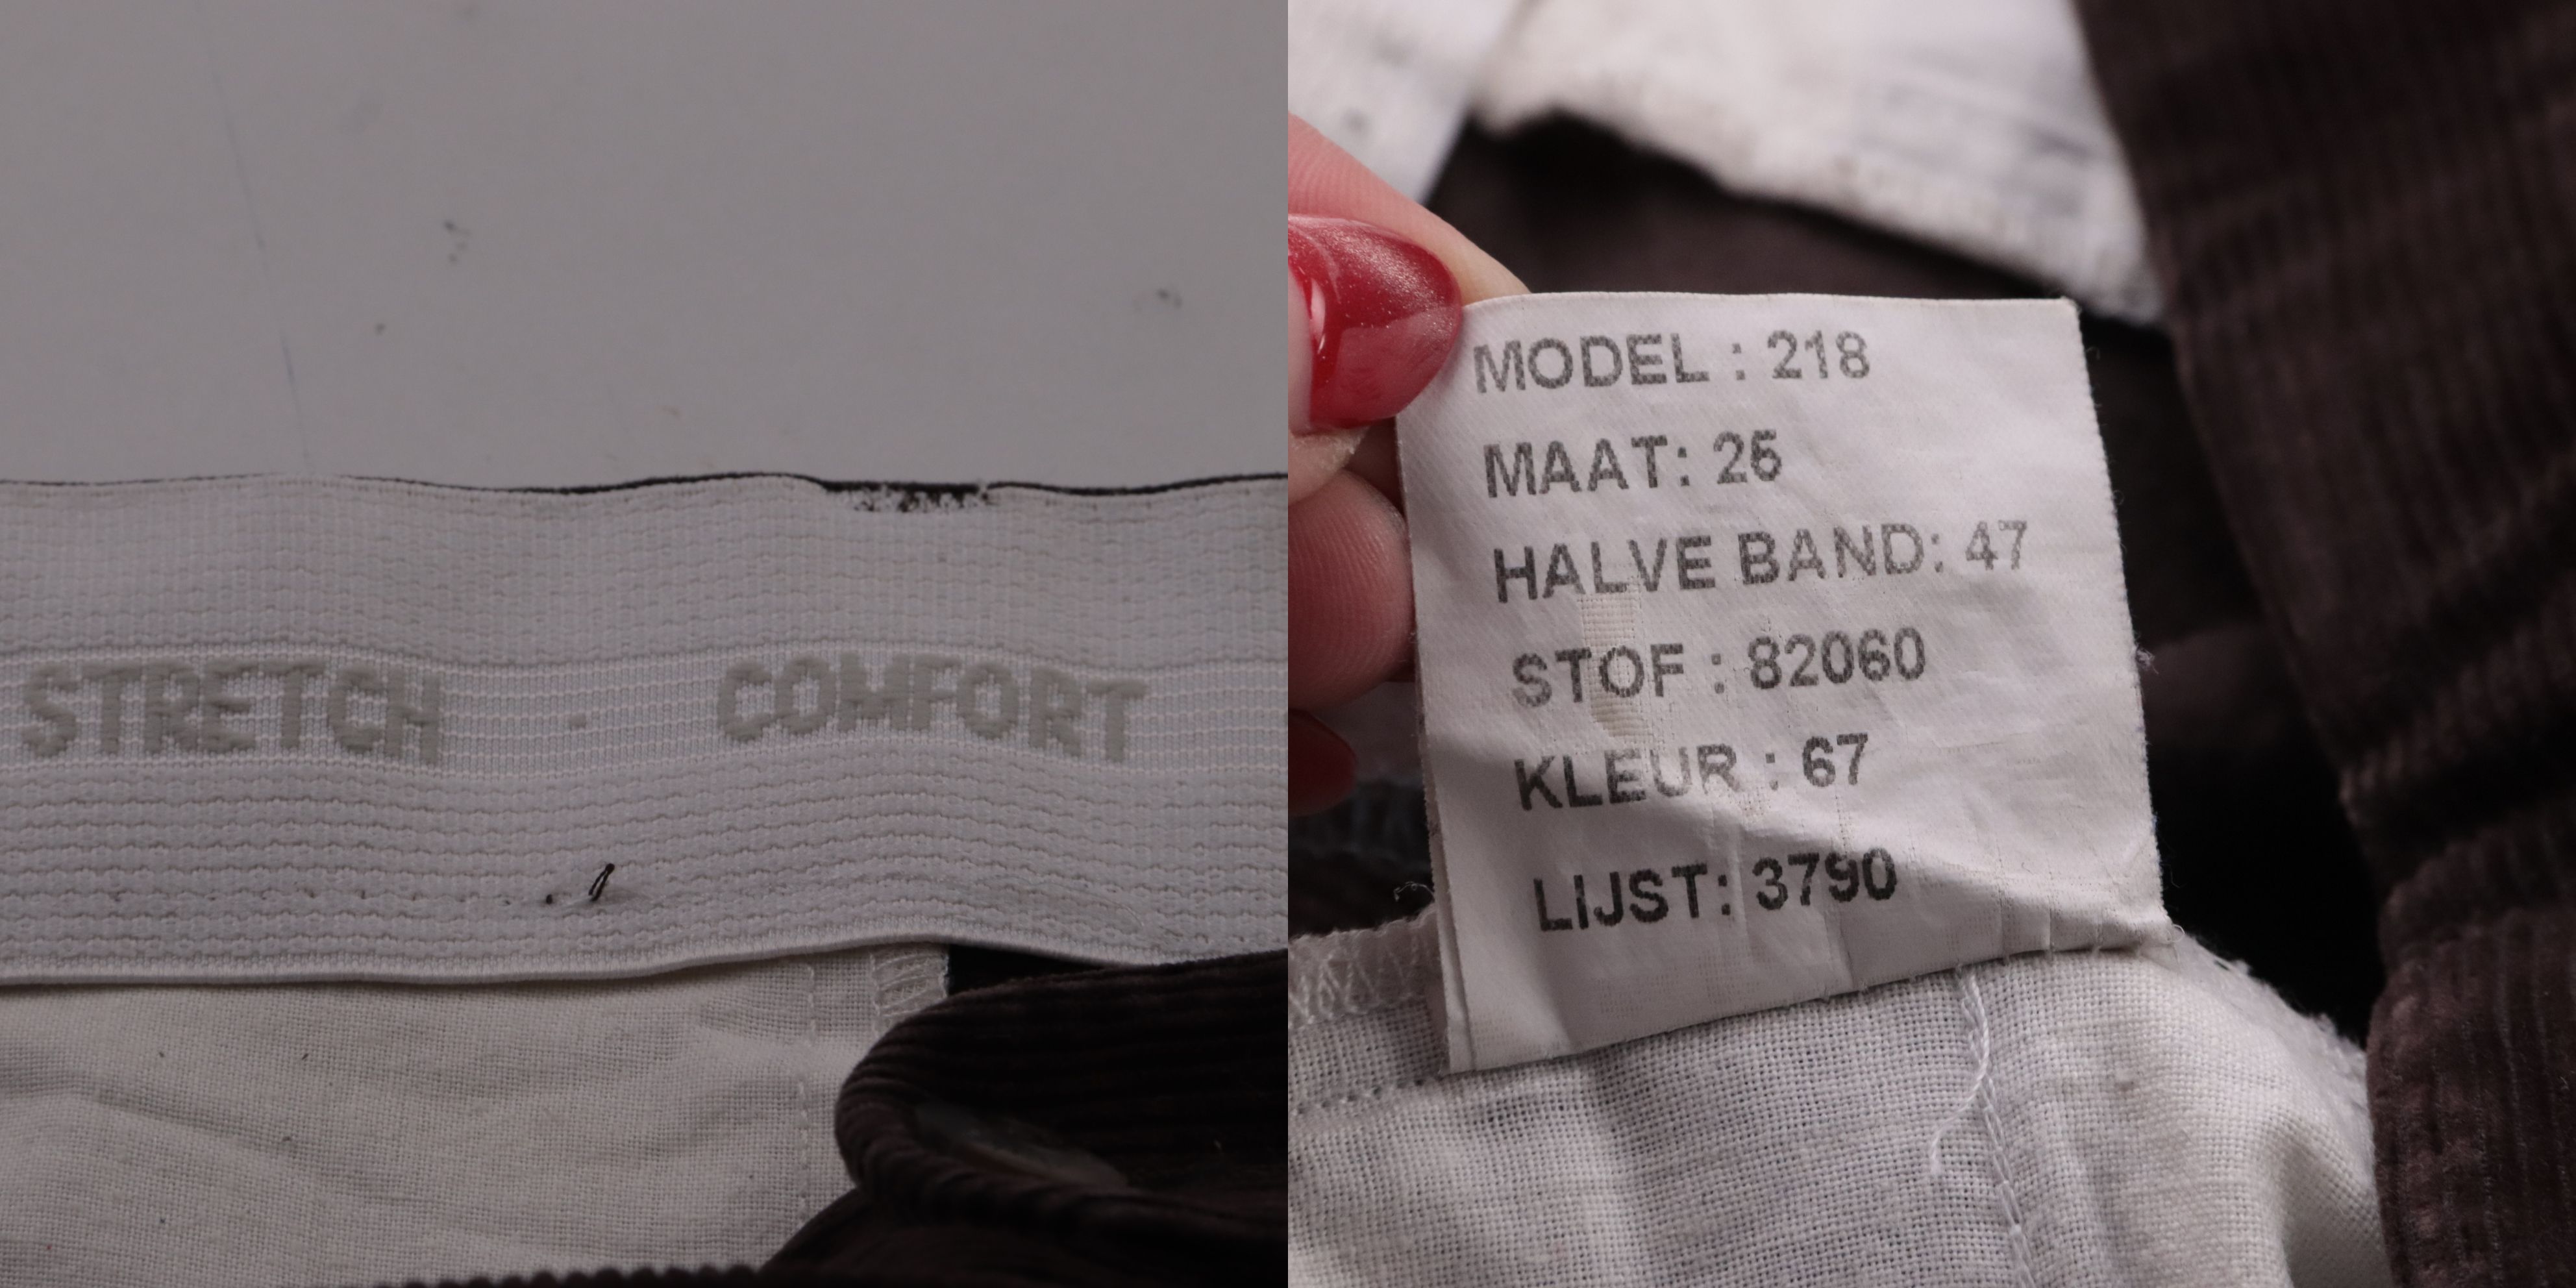 STRETCH · COMFORT
MODEL : 218
MAAT: 26
HALVE BAND: 47
STOF : 82060
KLEUR : 67
LIJST: 3790